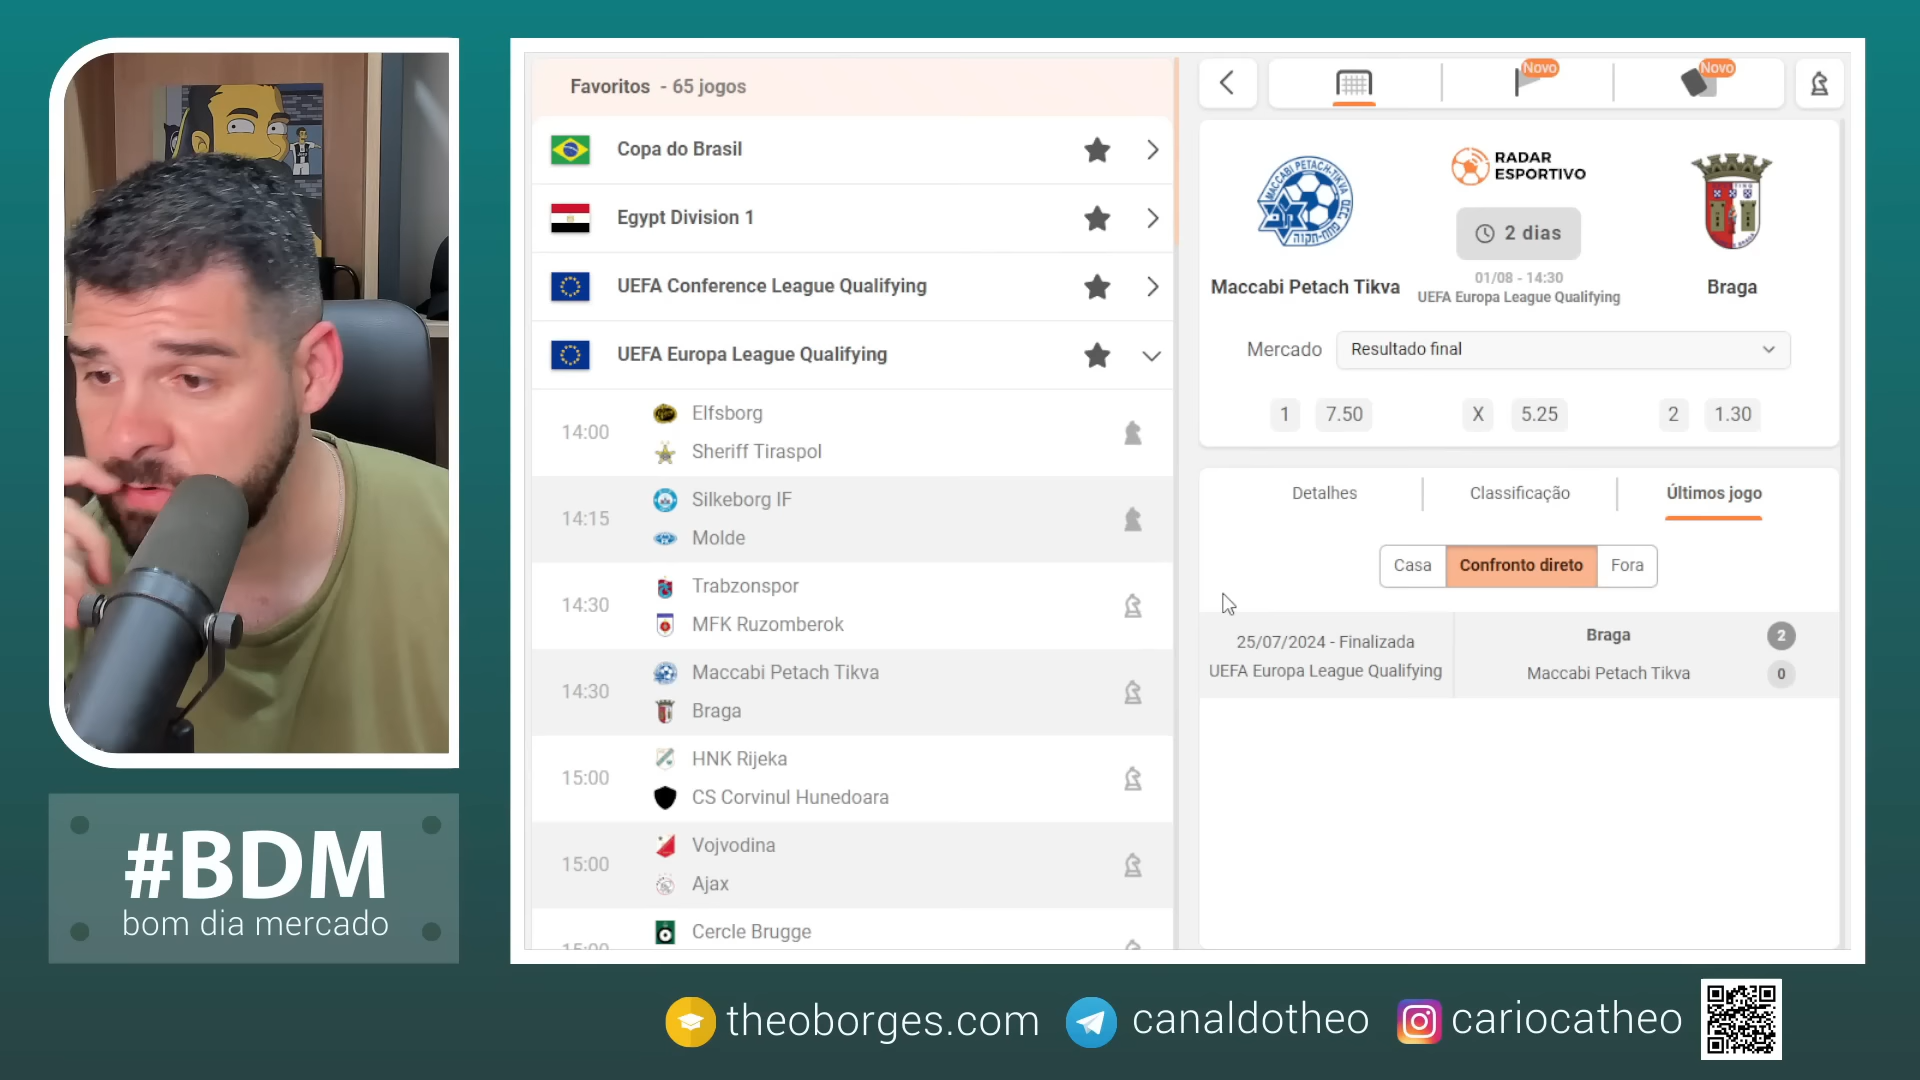 Favoritos - 65 jogos
Copa do Brasil
Egypt Division 1
UEFA Conference League Qualifying
UEFA Europa League Qualifying
14:00
Elfsborg
Sheriff Tiraspol
14:15
Silkeborg IF
Molde
14:30
Trabzonspor
MFK Ruzomberok
14:30
Maccabi Petach Tikva
Braga
15:00
HNK Rijeka
CS Corvinul Hunedoara
15:00
Vojvodina
Ajax
15:00
Cercle Brugge
Novo
Novo
RADAR
ESPORTIVO
2 dias
01/08 - 14:30
UEFA Europa League Qualifying
Maccabi Petach Tikva
Braga
Mercado Resultado final
1 7.50 X 5.25 2 1.30
Detalhes Classificação Últimos jogo
Casa Confronto direto Fora
25/07/2024 - Finalizada
UEFA Europa League Qualifying
Braga 2
Maccabi Petach Tikva 0
#BDM
bom dia mercado
theoborges.com canaldotheo cariocatheo